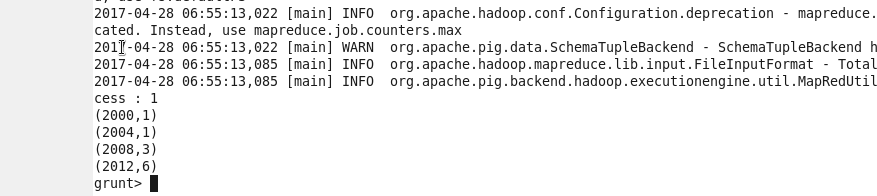 2017-04-28 06:55:13,022 [main] INFO  org.apache.hadoop.conf.Configuration.deprecation - mapreduce.
cated. Instead, use mapreduce.job.counters.max
2017-04-28 06:55:13,022 [main] WARN  org.apache.pig.data.SchemaTupleBackend - SchemaTupleBackend h
2017-04-28 06:55:13,085 [main] INFO  org.apache.hadoop.mapreduce.lib.input.FileInputFormat - Total
2017-04-28 06:55:13,085 [main] INFO  org.apache.pig.backend.hadoop.executionengine.util.MapRedUtil
cess : 1
(2000,1)
(2004,1)
(2008,3)
(2012,6)
grunt>